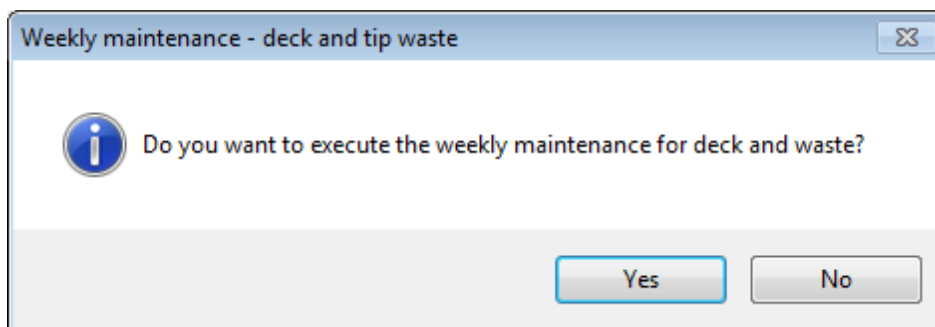 Weekly maintenance - deck and tip waste
Do you want to execute the weekly maintenance for deck and waste?
Yes No